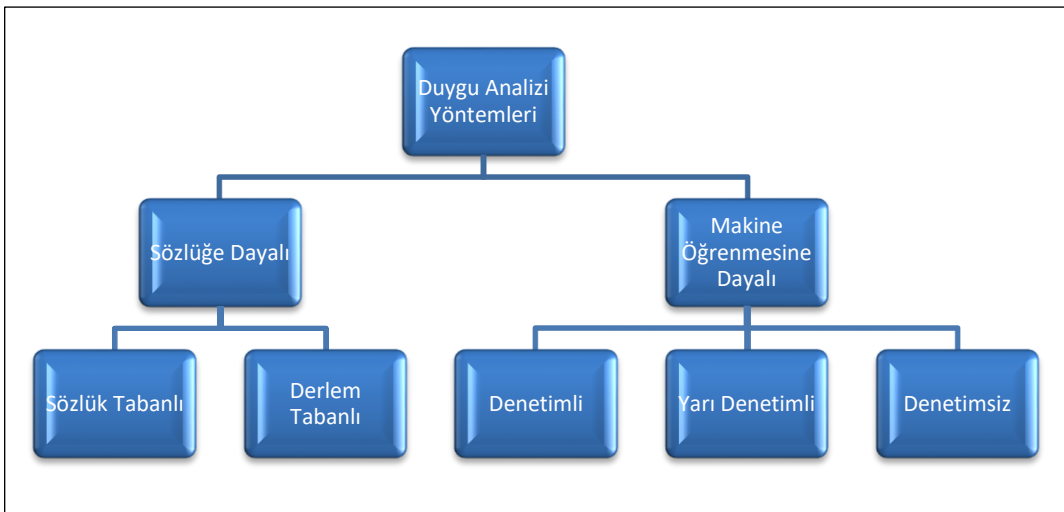 Duygu Analizi
Yöntemleri
Sözlüğe Dayalı
Makine
Öğrenmesine
Dayalı
Sözlük Tabanlı
Derlem
Tabanlı
Denetimli
Yarı Denetimli
Denetimsiz